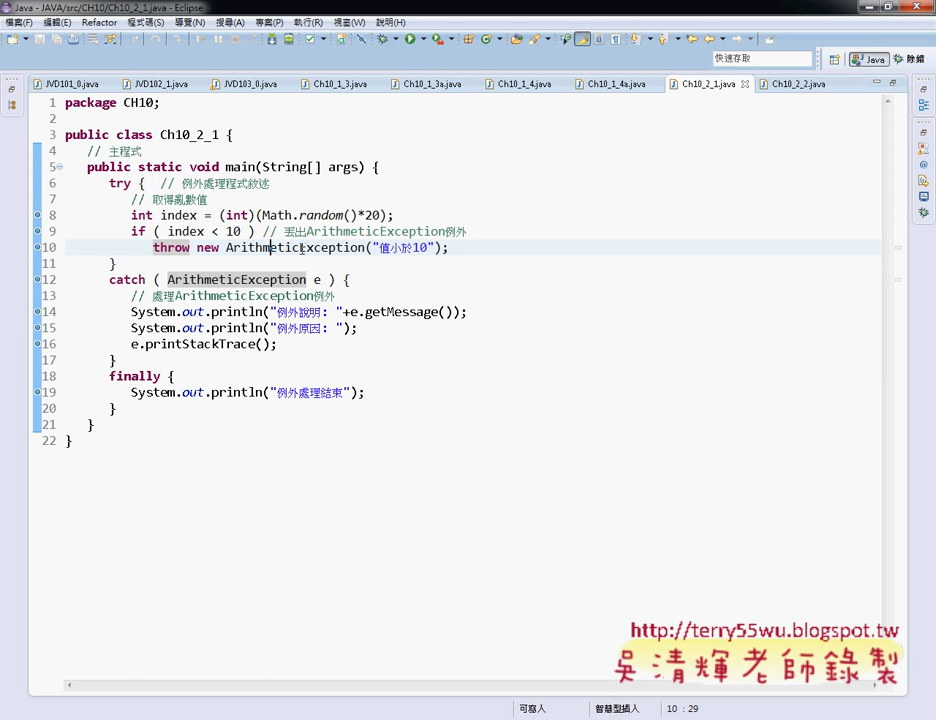 Java - JAVA/src/CH10/Ch10_2_1.java - Eclipse
檔案(F) 編輯(E) Refactor 程式碼(S) 導覽(N) 搜尋(A) 專案(P) 執行(R) 視窗(W) 說明(H)
快速存取 Java 除錯
JVD101_0.java JVD102_1.java JVD103_0.java Ch10_1_3.java Ch10_1_3a.java Ch10_1_4.java Ch10_1_4a.java Ch10_2_1.java Ch10_2_2.java
1 package CH10;
2
3 public class Ch10_2_1 {
4 // 主程式
5 public static void main(String[] args) {
6 try { // 例外處理程式敘述
7 // 取得亂數值
8 int index = (int)(Math.random()*20);
9 if ( index < 10 ) // 丟出ArithmeticException例外
10 throw new ArithmeticException("值小於10");
11 }
12 catch ( ArithmeticException e ) {
13 // 處理ArithmeticException例外
14 System.out.println("例外說明: "+e.getMessage());
15 System.out.println("例外原因: ");
16 e.printStackTrace();
17 }
18 finally {
19 System.out.println("例外處理結束");
20 }
21 }
22 }
http://terry55wu.blogspot.tw
吳清輝老師錄製
可寫入 智慧型插入 10 : 29